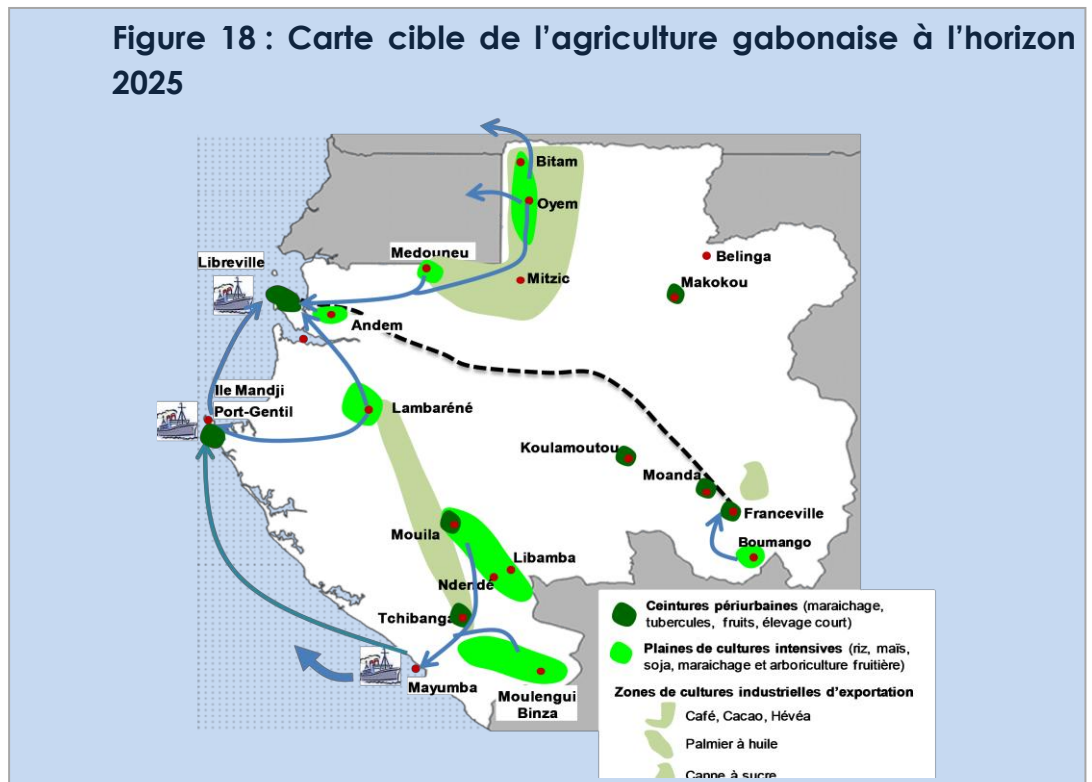 Figure 18 : Carte cible de l'agriculture gabonaise à l'horizon
2025
Bitam
Oyem
Medouneu
Libreville
Belinga
Mitzic
Makokou
Andem
Ile Mandji
Port-Gentil
Lambaréné
Koulamoutou
Moanda
Franceville
Mouila
Boumango
Libamba
Ndendé
Tchibanga
Mayumba
Moulengui
Binza
Ceintures périurbaines (maraichage,
tubercules, fruits, élevage court)
Plaines de cultures intensives (riz, maïs,
soja, maraichage et arboriculture fruitière)
Zones de cultures industrielles d'exportation
Café, Cacao, Hévéa
Palmier à huile
Canne à sucre